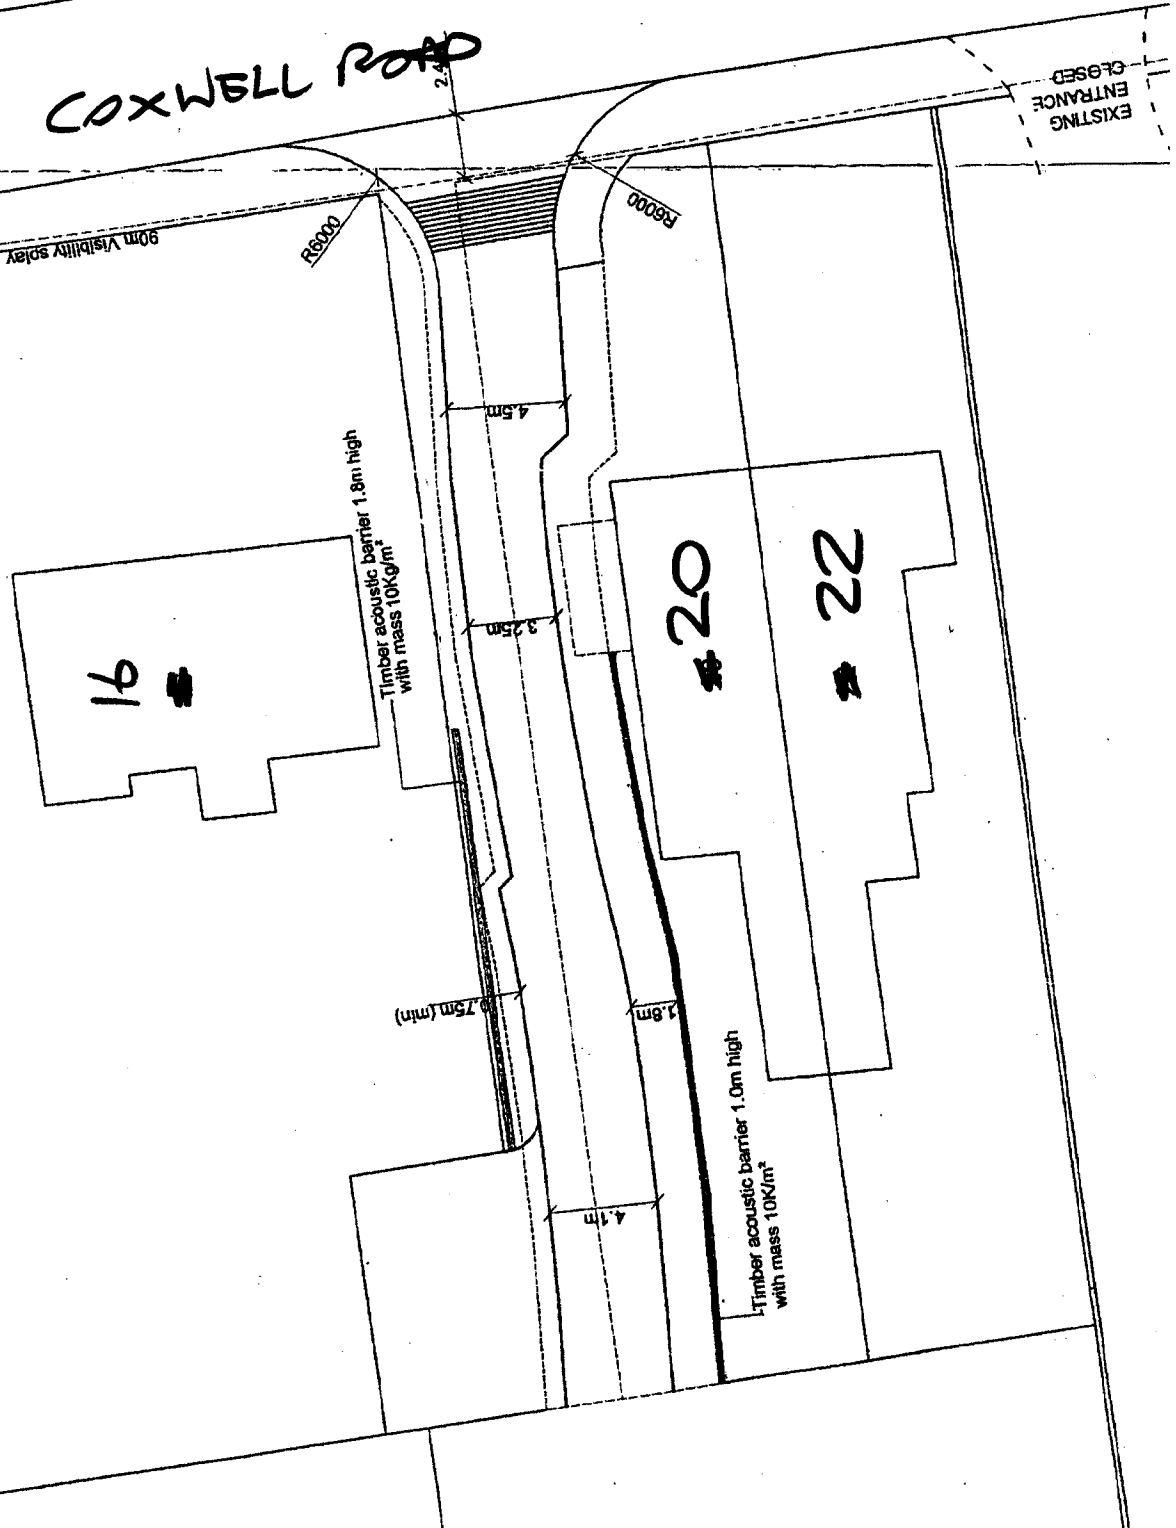 COXWELL ROAD
EXISTING
ENTRANCE
CLOSED
90m Visibility splay
R6000
R6000
4.5m
Timber acoustic barrier 1.8m high
with mass 10Kg/m²
3.25m
16
20
22
0.75m (min)
1.8m
Timber acoustic barrier 1.0m high
with mass 10K/m²
4.1m